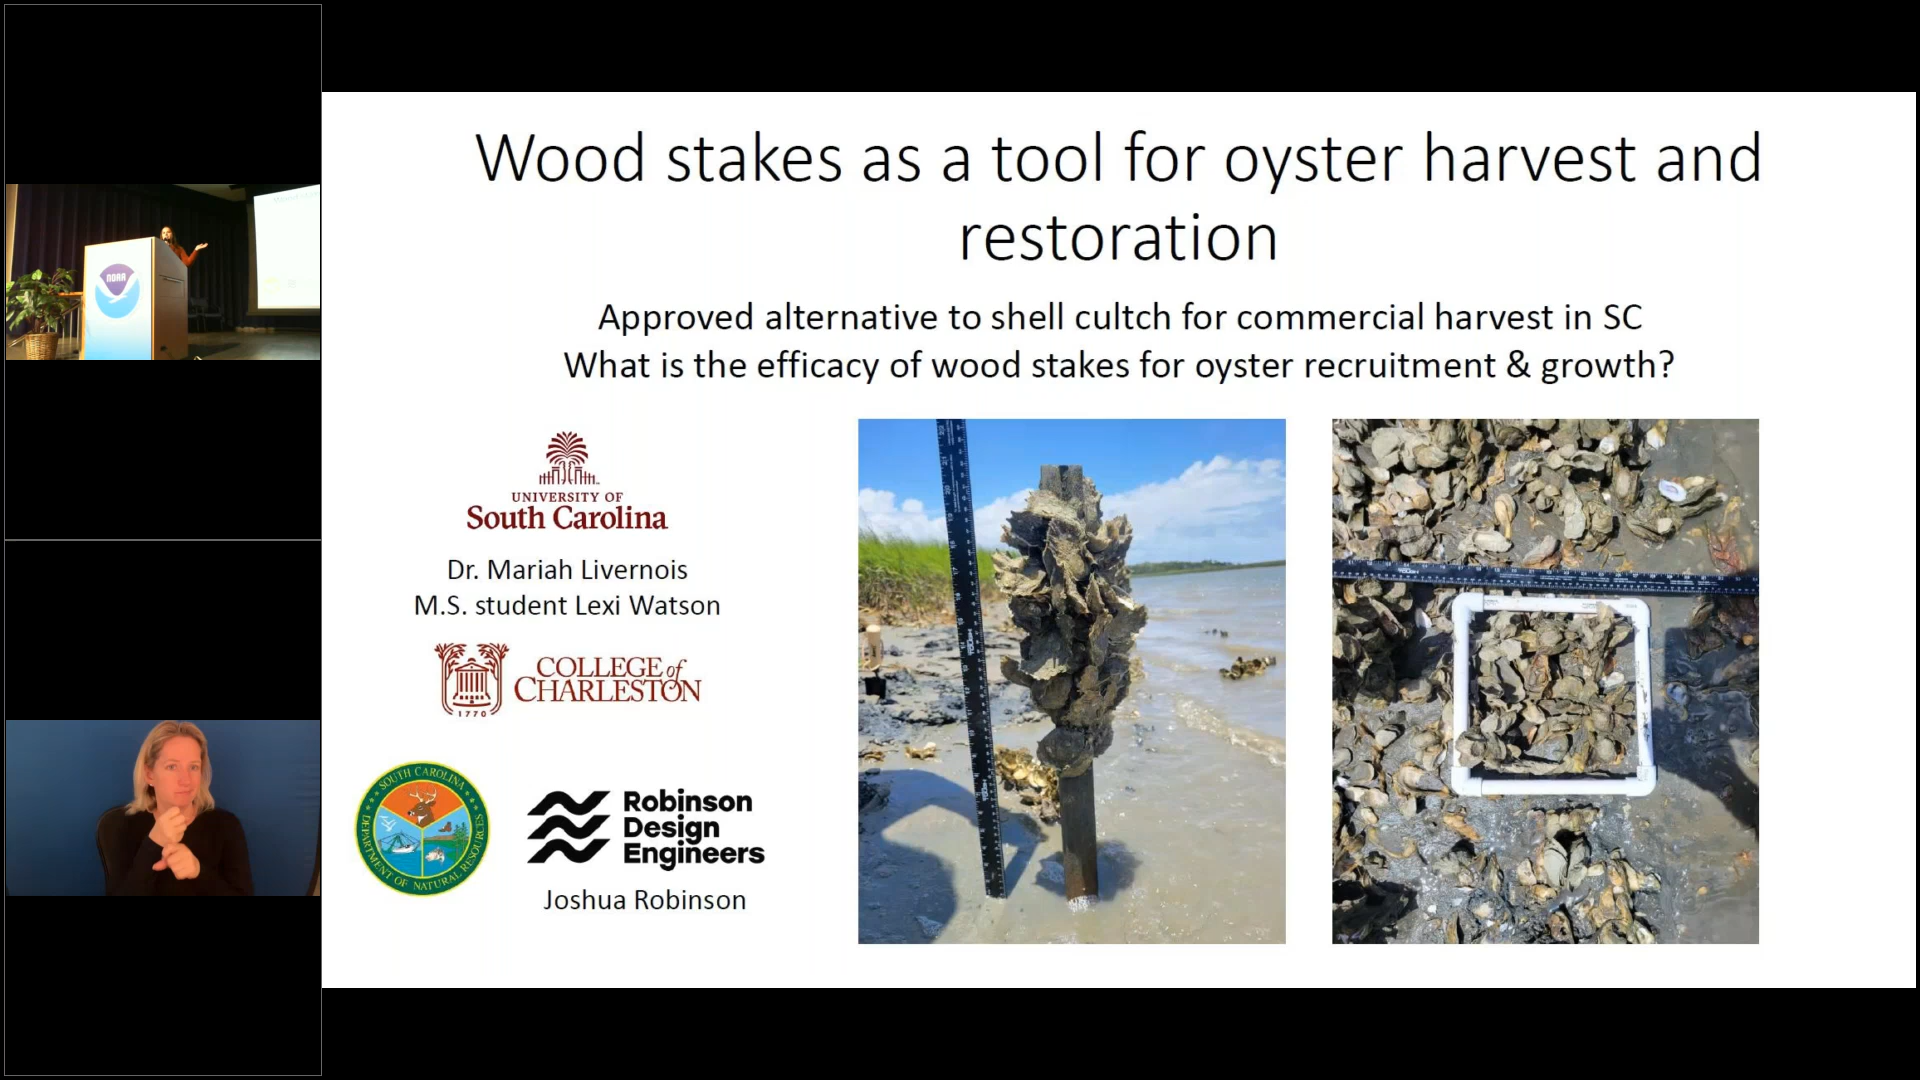 Wood stakes as a tool for oyster harvest and
restoration
Approved alternative to shell cultch for commercial harvest in SC
What is the efficacy of wood stakes for oyster recruitment & growth?
UNIVERSITY OF
South Carolina
Dr. Mariah Livernois
M.S. student Lexi Watson
COLLEGE of
CHARLESTON
1770
SOUTH CAROLINA
DEPARTMENT OF NATURAL RESOURCES
Robinson
Design
Engineers
Joshua Robinson
NOAA